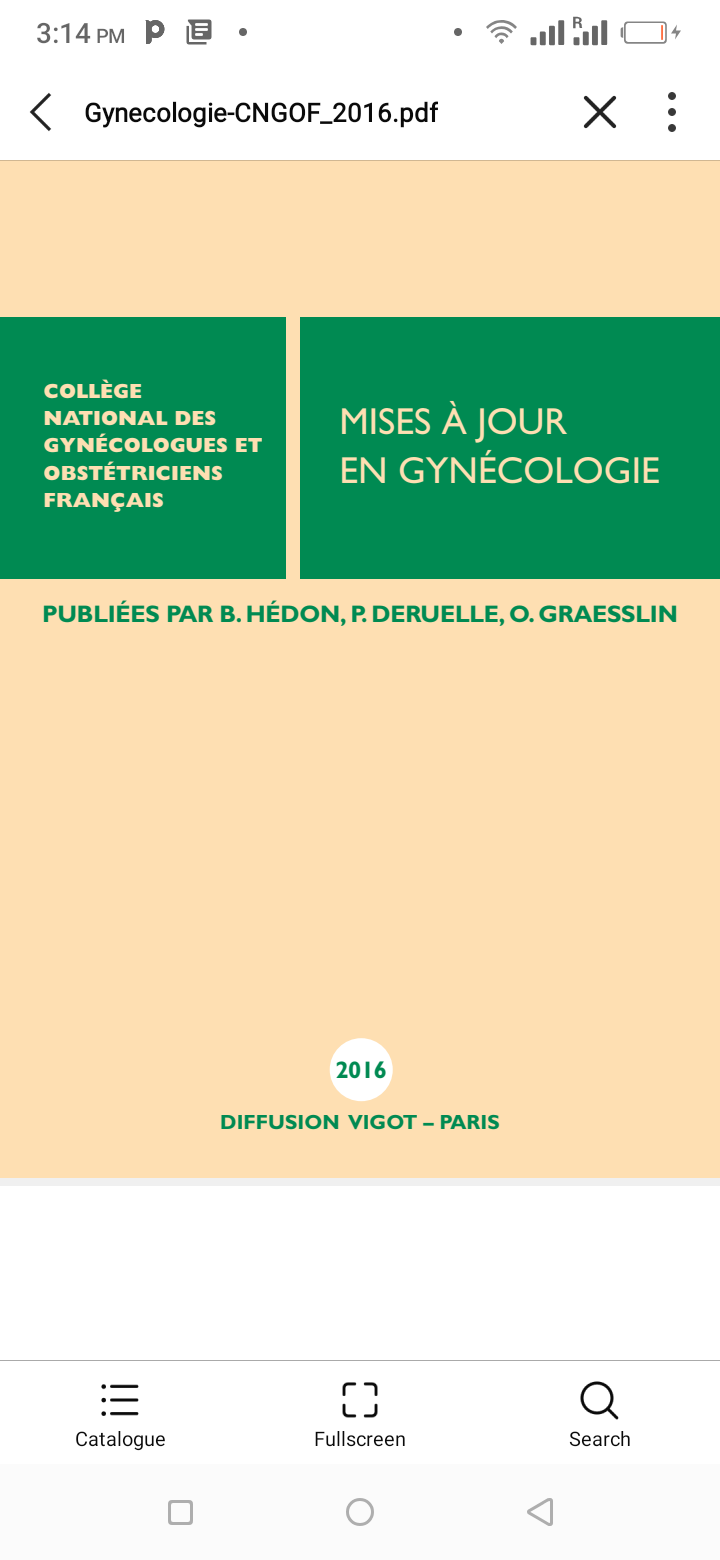 3:14 PM
R
Gynecologie-CNGOF_2016.pdf
COLLÈGE
NATIONAL DES
GYNÉCOLOGUES ET
OBSTÉTRICIENS
FRANÇAIS
MISES À JOUR
EN GYNÉCOLOGIE
PUBLIÉES PAR B. HÉDON, P. DERUELLE, O. GRAESSLIN
2016
DIFFUSION VIGOT – PARIS
Catalogue
Fullscreen
Search